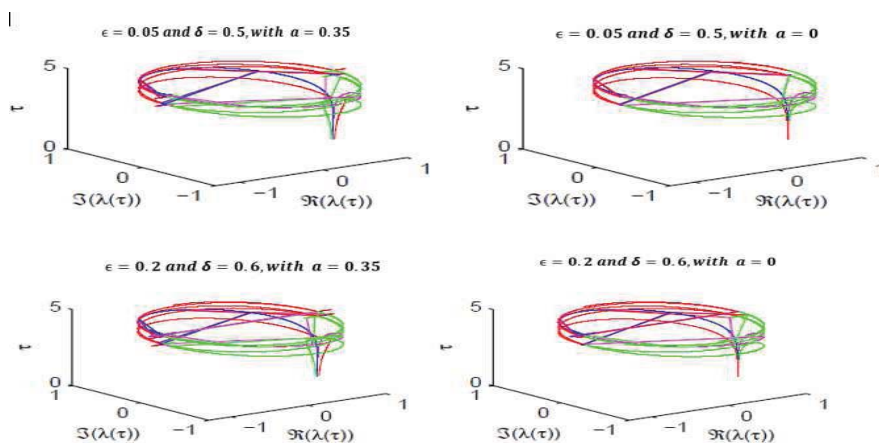 ϵ = 0.05 and δ = 0.5, with a = 0.35
5
τ
0
1
0
−1
ℑ(λ(τ))
−1
0
1
ℜ(λ(τ))
ϵ = 0.05 and δ = 0.5, with a = 0
5
τ
0
1
0
−1
ℑ(λ(τ))
−1
0
1
ℜ(λ(τ))
ϵ = 0.2 and δ = 0.6, with a = 0.35
5
τ
0
1
0
−1
ℑ(λ(τ))
−1
0
1
ℜ(λ(τ))
ϵ = 0.2 and δ = 0.6, with a = 0
5
τ
0
1
0
−1
ℑ(λ(τ))
−1
0
1
ℜ(λ(τ))